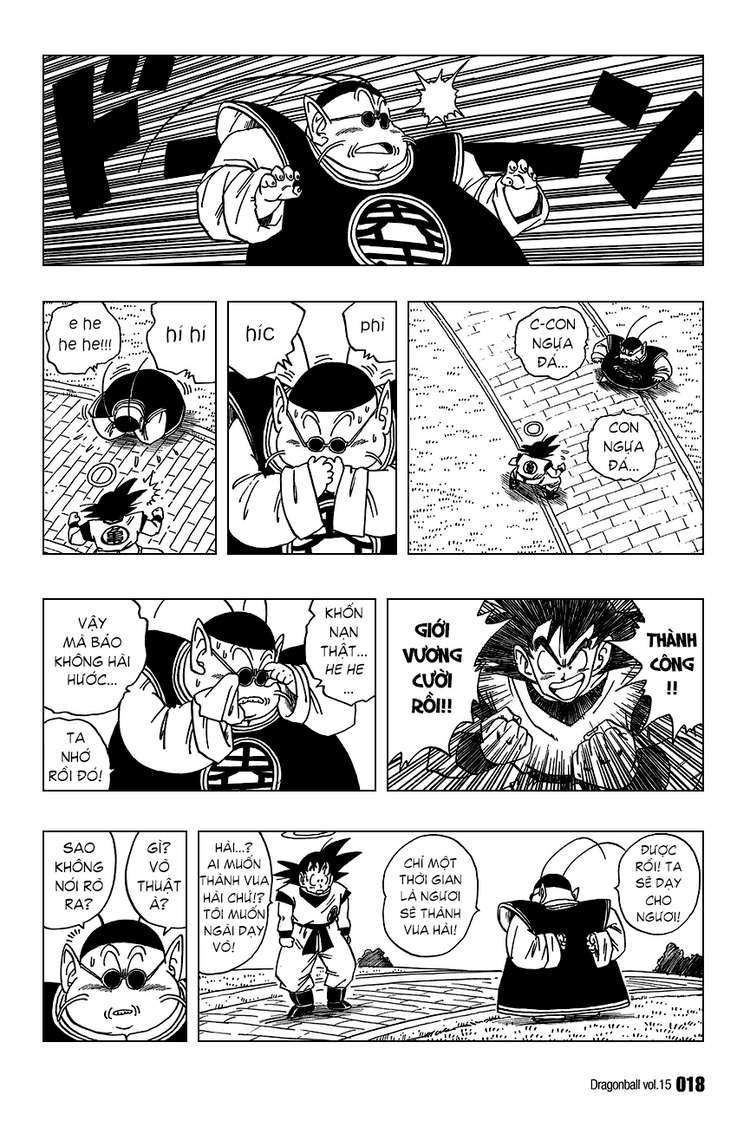 ドーン
C-CON
NGỰA
ĐÁ...
CON
NGỰA
ĐÁ...
phì
híc
hí hí
e he
he he!!!
THÀNH
CÔNG
!!
GIỚI
VƯƠNG
CƯỜI
RỒI!!
KHỐN
NẠN
THẬT...
HE HE
...
VẬY
MÀ BẢO
KHÔNG HÀI
HƯỚC...
TA
NHỚ
RỒI ĐÓ!
ĐƯỢC
RỒI! TA
SẼ DẠY
CHO
NGƯƠI!
CHỈ MỘT
THỜI GIAN
LÀ NGƯƠI
SẼ THÀNH
VUA HÀI!
HÀI...?
AI MUỐN
THÀNH VUA
HÀI CHỨ!?
TÔI MUỐN
NGÀI DẠY
VÕ!
GÌ?
VÕ
THUẬT
À?
SAO
KHÔNG
NÓI RÕ
RA?
Dragonball vol.15 018